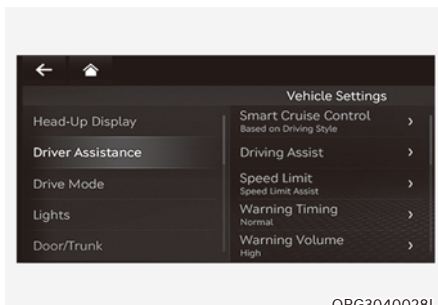 Vehicle Settings
Head-Up Display
Driver Assistance
Drive Mode
Lights
Door/Trunk
Smart Cruise Control
Based on Driving Style
Driving Assist
Speed Limit
Speed Limit Assist
Warning Timing
Normal
Warning Volume
High